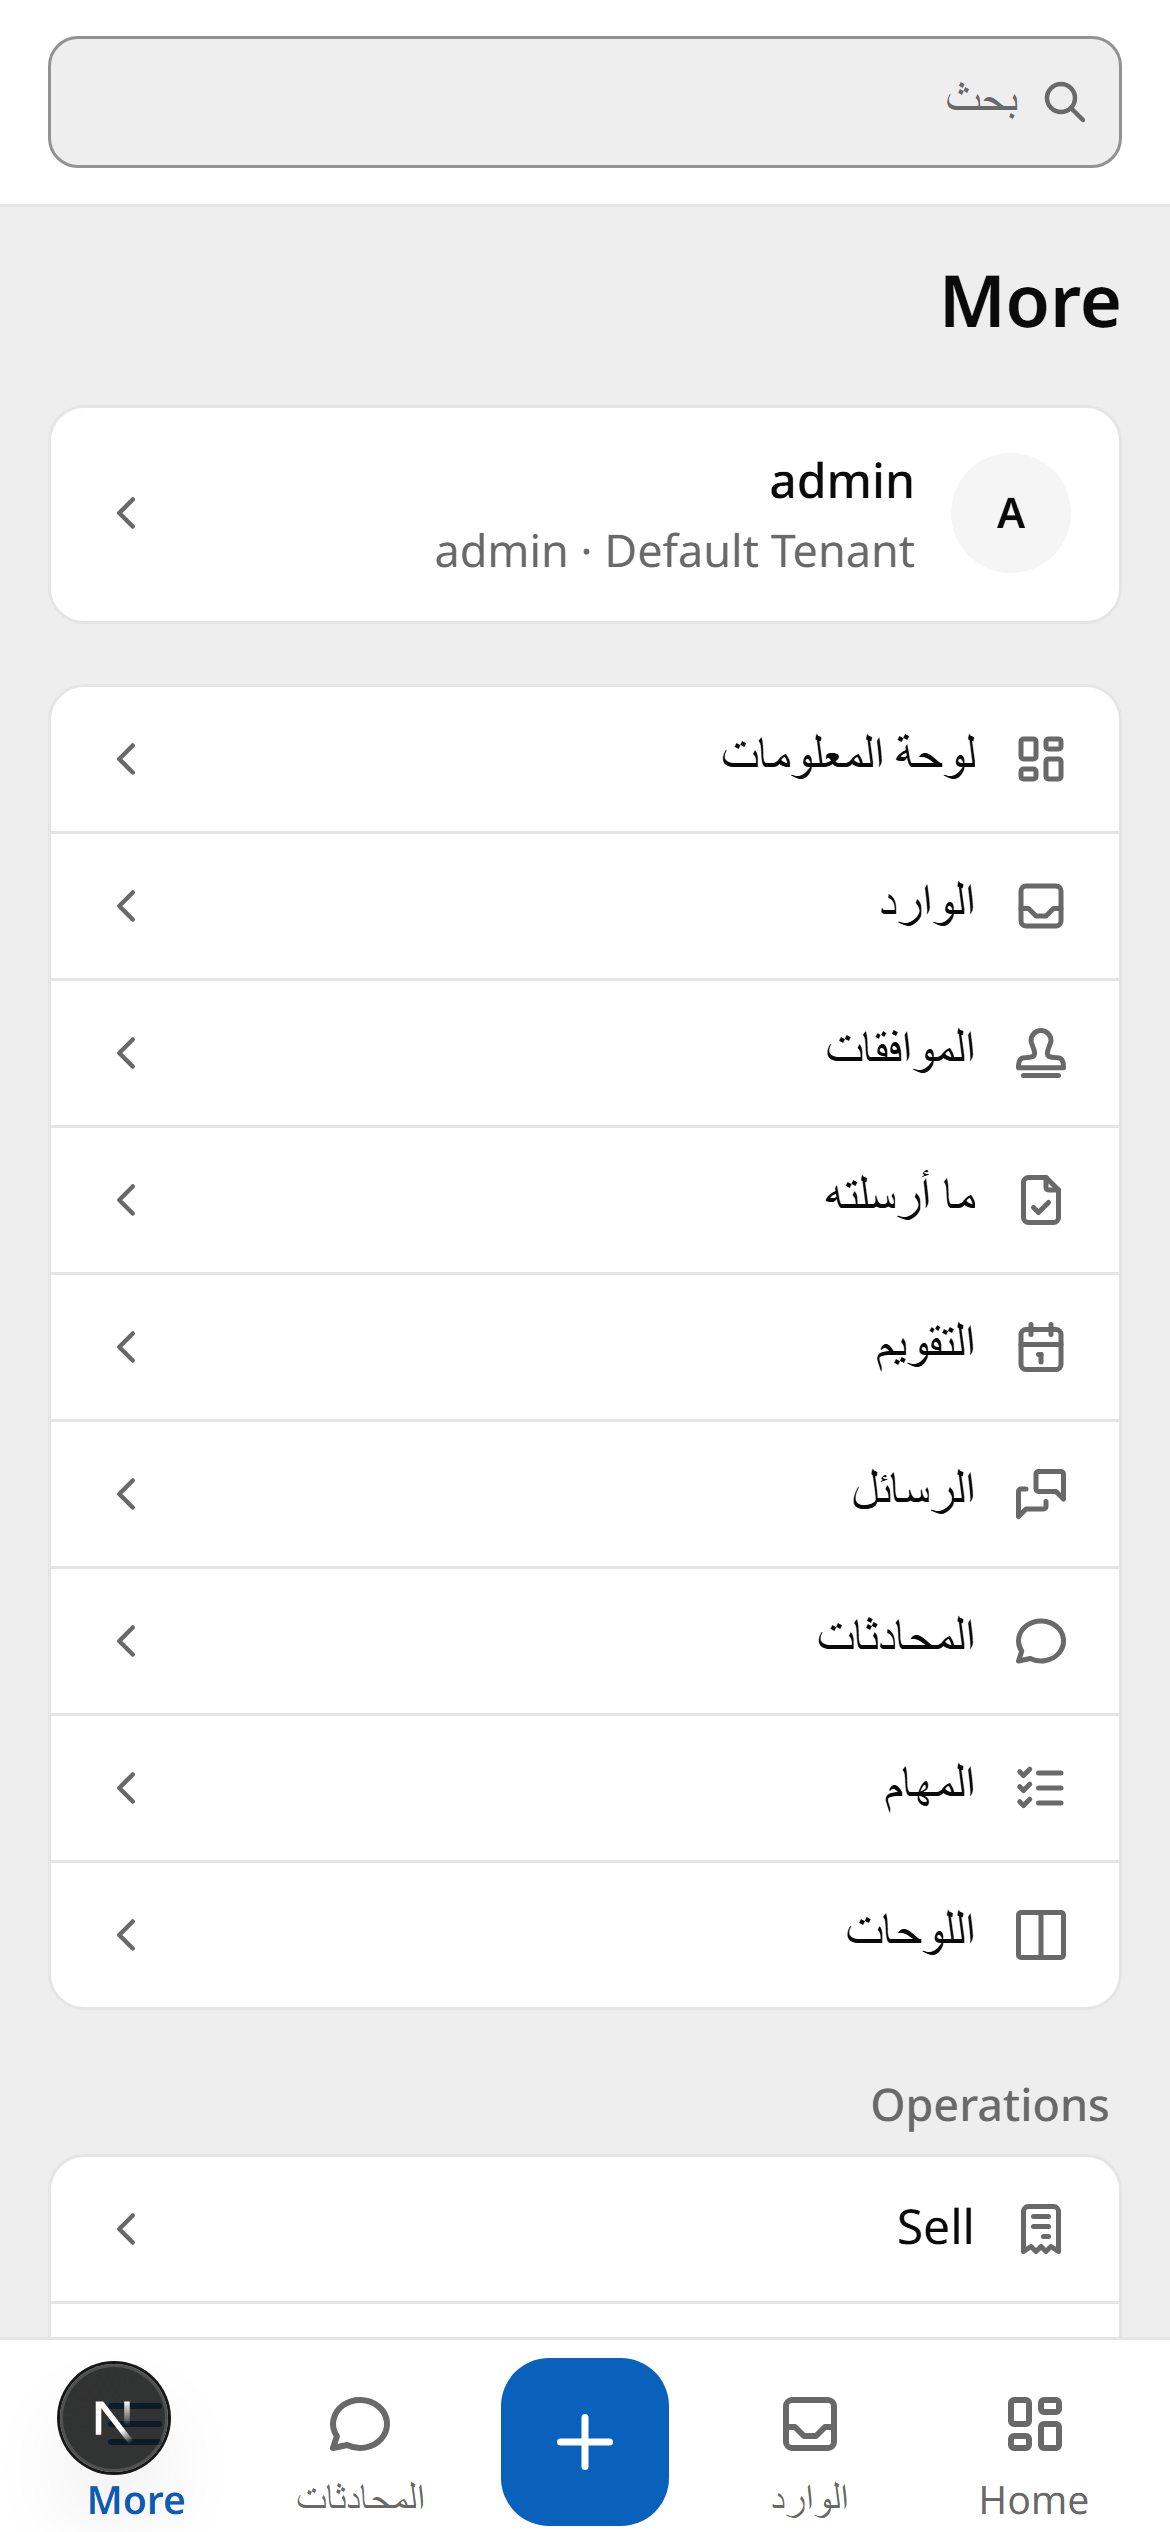 بحث
More
A
admin
admin · Default Tenant
لوحة المعلومات
الوارد
الموافقات
ما أرسلته
التقويم
الرسائل
المحادثات
المهام
اللوحات
Operations
Sell
Home
الوارد
المحادثات
More